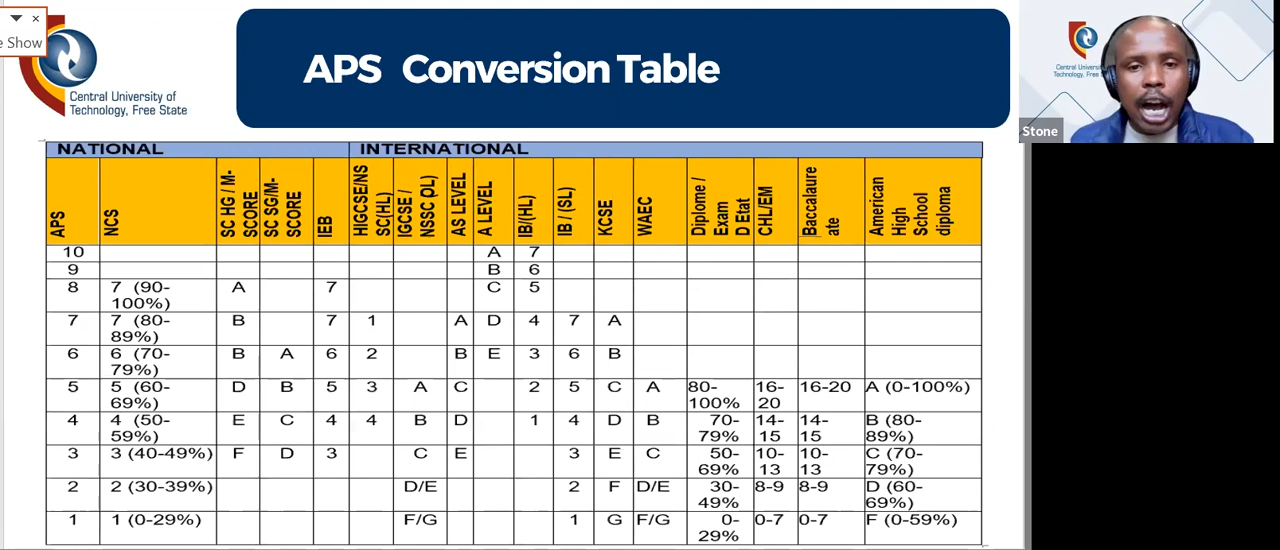 e Show
Central University of
Technology, Free State
APS Conversion Table
Central Univers
Technology, Free
Stone
NATIONAL INTERNATIONAL
APS NCS SC HG / M-SCORE SC SG/M-SCORE IEB HIGCSE/NSSC(HL) IGCSE / NSSC OL) AS LEVEL A LEVEL IB/(HL) IB / (SL) KCSE WAEC Diplome / Exam D Etat CHL/EM Baccalaureate American High School diploma
10 A 7
9 B 6
8 7 (90-100%) A 7 C 5
7 7 (80-89%) B 7 1 A D 4 7 A
6 6 (70-79%) B A 6 2 B E 3 6 B
5 5 (60-69%) D B 5 3 A C 2 5 C A 80-100% 16-20 16-20 A (0-100%)
4 4 (50-59%) E C 4 4 B D 1 4 D B 70-79% 14-15 14-15 B (80-89%)
3 3 (40-49%) F D 3 C E 3 E C 50-69% 10-13 10-13 C (70-79%)
2 2 (30-39%) D/E 2 F D/E 30-49% 8-9 8-9 D (60-69%)
1 1 (0-29%) F/G 1 G F/G 0-29% 0-7 0-7 F (0-59%)